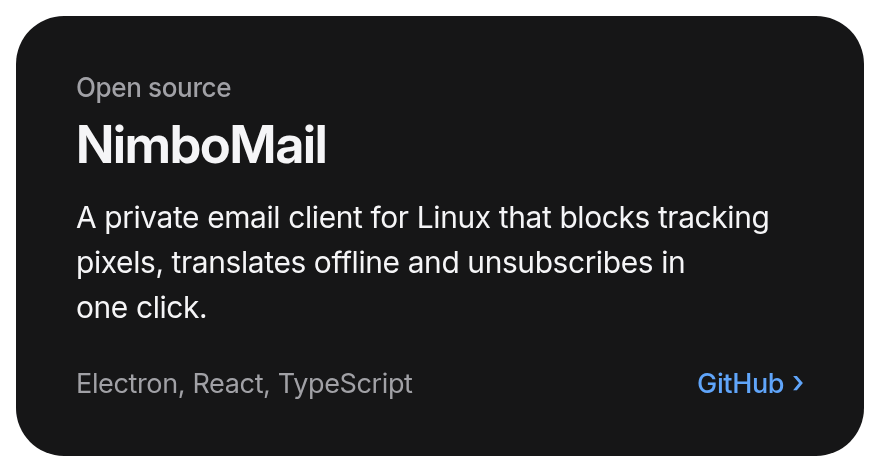 Open source
NimboMail
A private email client for Linux that blocks tracking
pixels, translates offline and unsubscribes in
one click.
Electron, React, TypeScript
GitHub ›